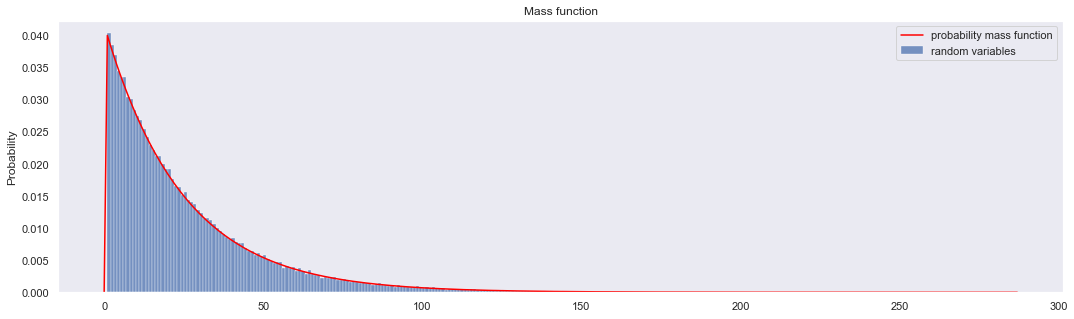 Mass function
probability mass function
random variables
Probability
0.040
0.035
0.030
0.025
0.020
0.015
0.010
0.005
0.000
0 50 100 150 200 250 300